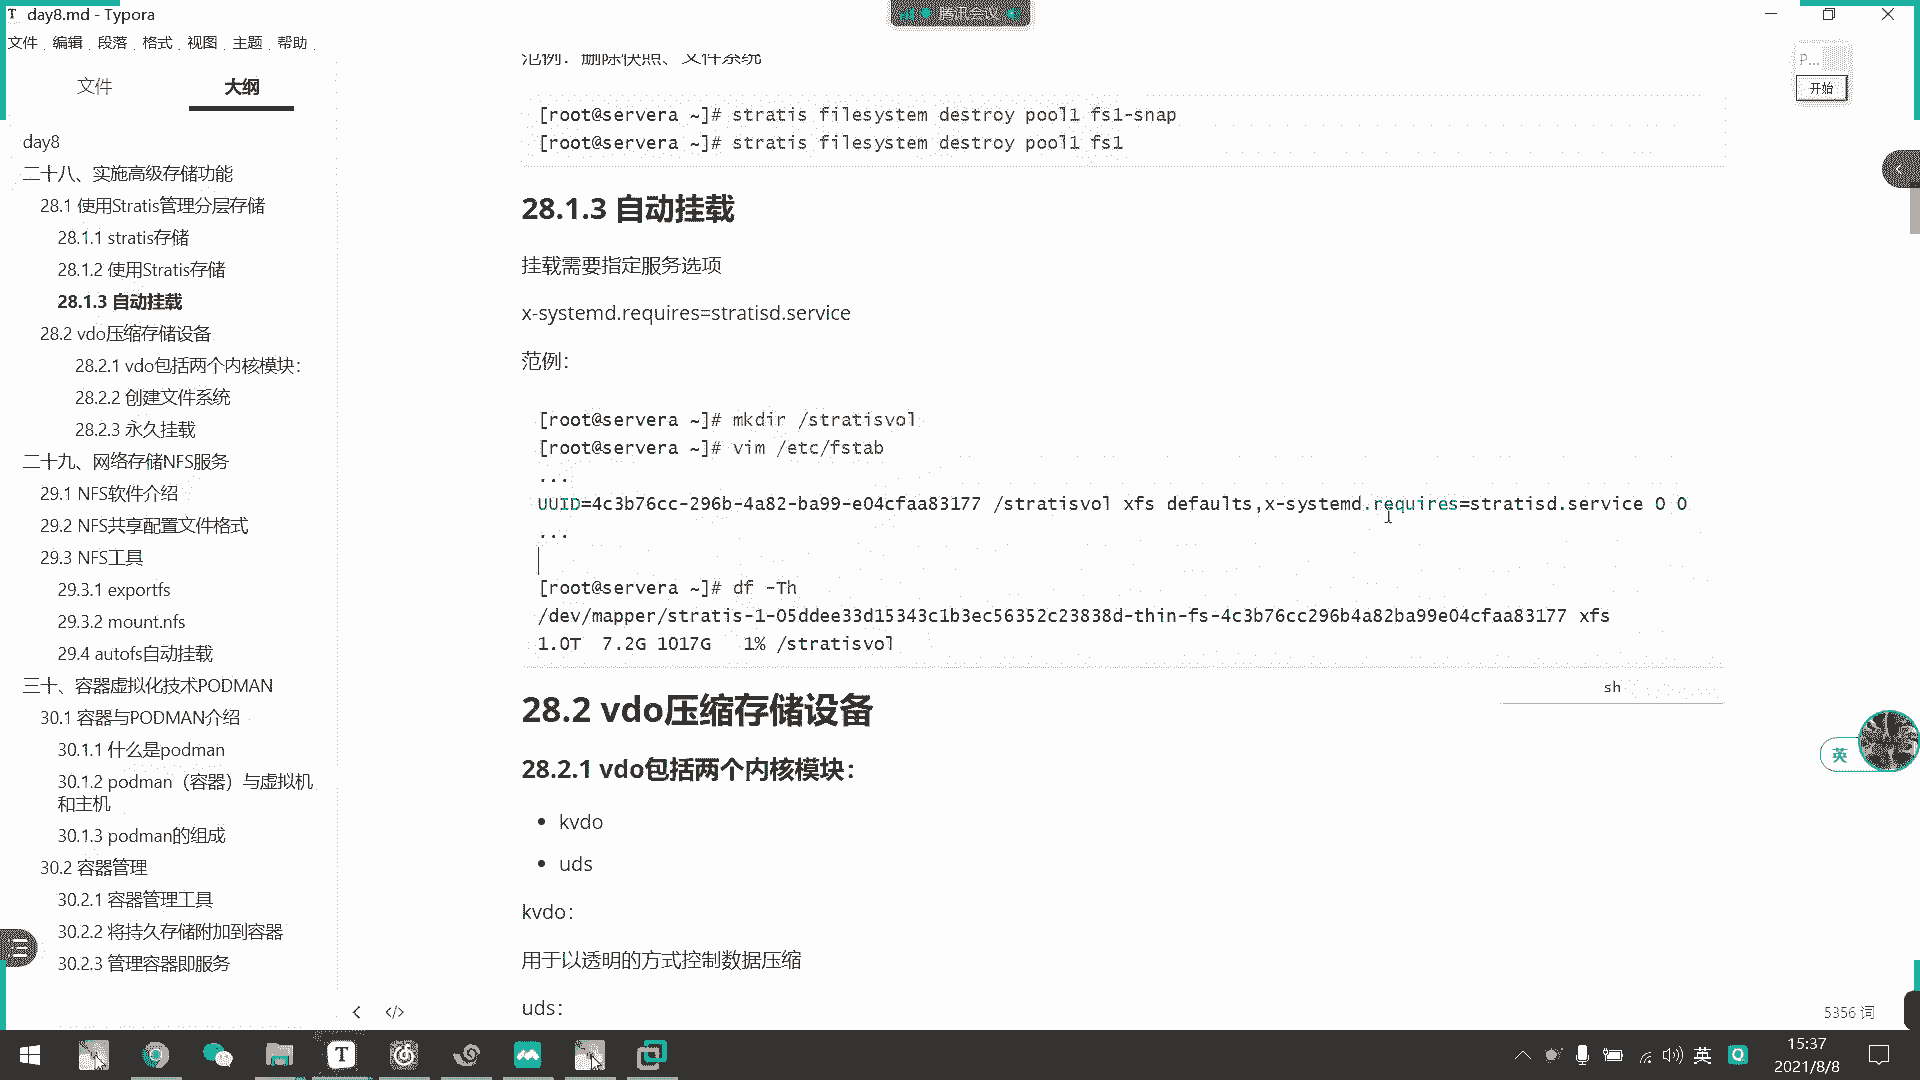 day8.md - Typora
腾讯会议
文件 编辑 段落 格式 视图 主题 帮助
文件 大纲
day8
二十八、实施高级存储功能
28.1 使用Stratis管理分层存储
28.1.1 stratis存储
28.1.2 使用Stratis存储
28.1.3 自动挂载
28.2 vdo压缩存储设备
28.2.1 vdo包括两个内核模块：
28.2.2 创建文件系统
28.2.3 永久挂载
二十九、网络存储NFS服务
29.1 NFS软件介绍
29.2 NFS共享配置文件格式
29.3 NFS工具
29.3.1 exportfs
29.3.2 mount.nfs
29.4 autofs自动挂载
三十、容器虚拟化技术PODMAN
30.1 容器与PODMAN介绍
30.1.1 什么是podman
30.1.2 podman（容器）与虚拟机
和主机
30.1.3 podman的组成
30.2 容器管理
30.2.1 容器管理工具
30.2.2 将持久存储附加到容器
30.2.3 管理容器即服务
范例：删除快照、文件系统
[root@servera ~]# stratis filesystem destroy pool1 fs1-snap
[root@servera ~]# stratis filesystem destroy pool1 fs1
28.1.3 自动挂载
挂载需要指定服务选项
x-systemd.requires=stratisd.service
范例：
[root@servera ~]# mkdir /stratisvol
[root@servera ~]# vim /etc/fstab
...
UUID=4c3b76cc-296b-4a82-ba99-e04cfaa83177 /stratisvol xfs defaults,x-systemd.requires=stratisd.service 0 0
...
[root@servera ~]# df -Th
/dev/mapper/stratis-1-05ddee33d15343c1b3ec56352c23838d-thin-fs-4c3b76cc296b4a82ba99e04cfaa83177 xfs
1.0T 7.2G 1017G 1% /stratisvol
sh
28.2 vdo压缩存储设备
28.2.1 vdo包括两个内核模块：
• kvdo
• uds
kvdo：
用于以透明的方式控制数据压缩
uds：
P...
开始
英
</>
5356 词
英
15:37
2021/8/8